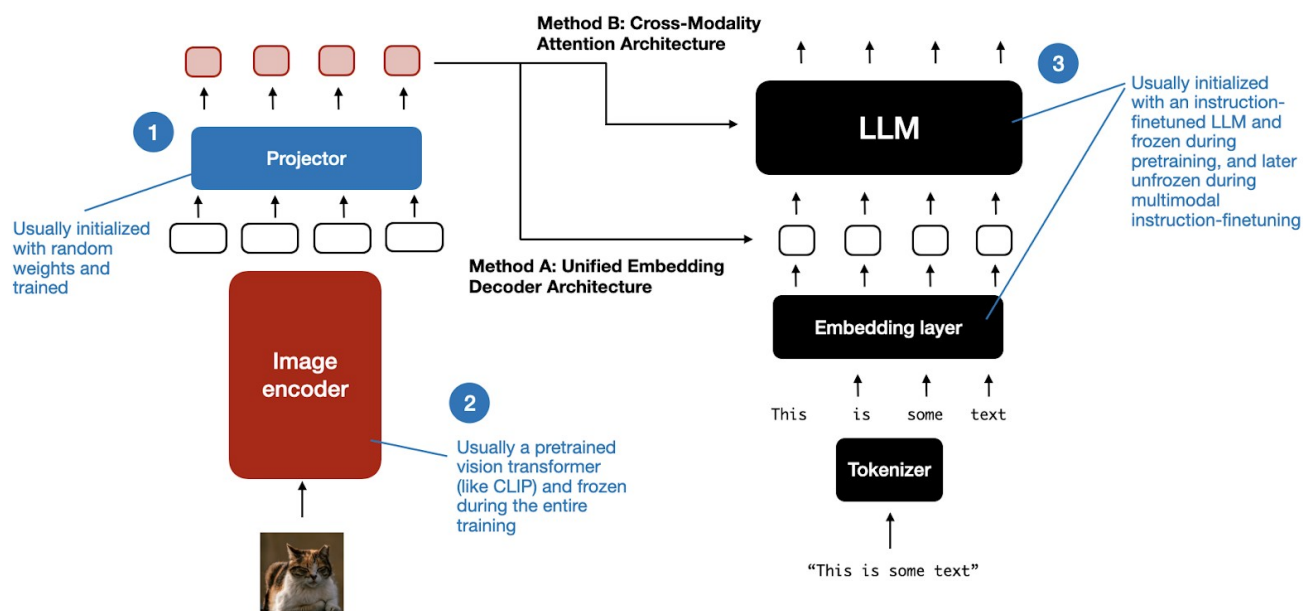 Method B: Cross-Modality
Attention Architecture
3
Usually initialized
with an instruction-
finetuned LLM and
frozen during
pretraining, and later
unfrozen during
multimodal
instruction-finetuning
LLM
1
Projector
Usually initialized
with random
weights and
trained
Method A: Unified Embedding
Decoder Architecture
Image
encoder
Embedding layer
2
This is some text
Usually a pretrained
vision transformer
(like CLIP) and frozen
during the entire
training
Tokenizer
“This is some text”